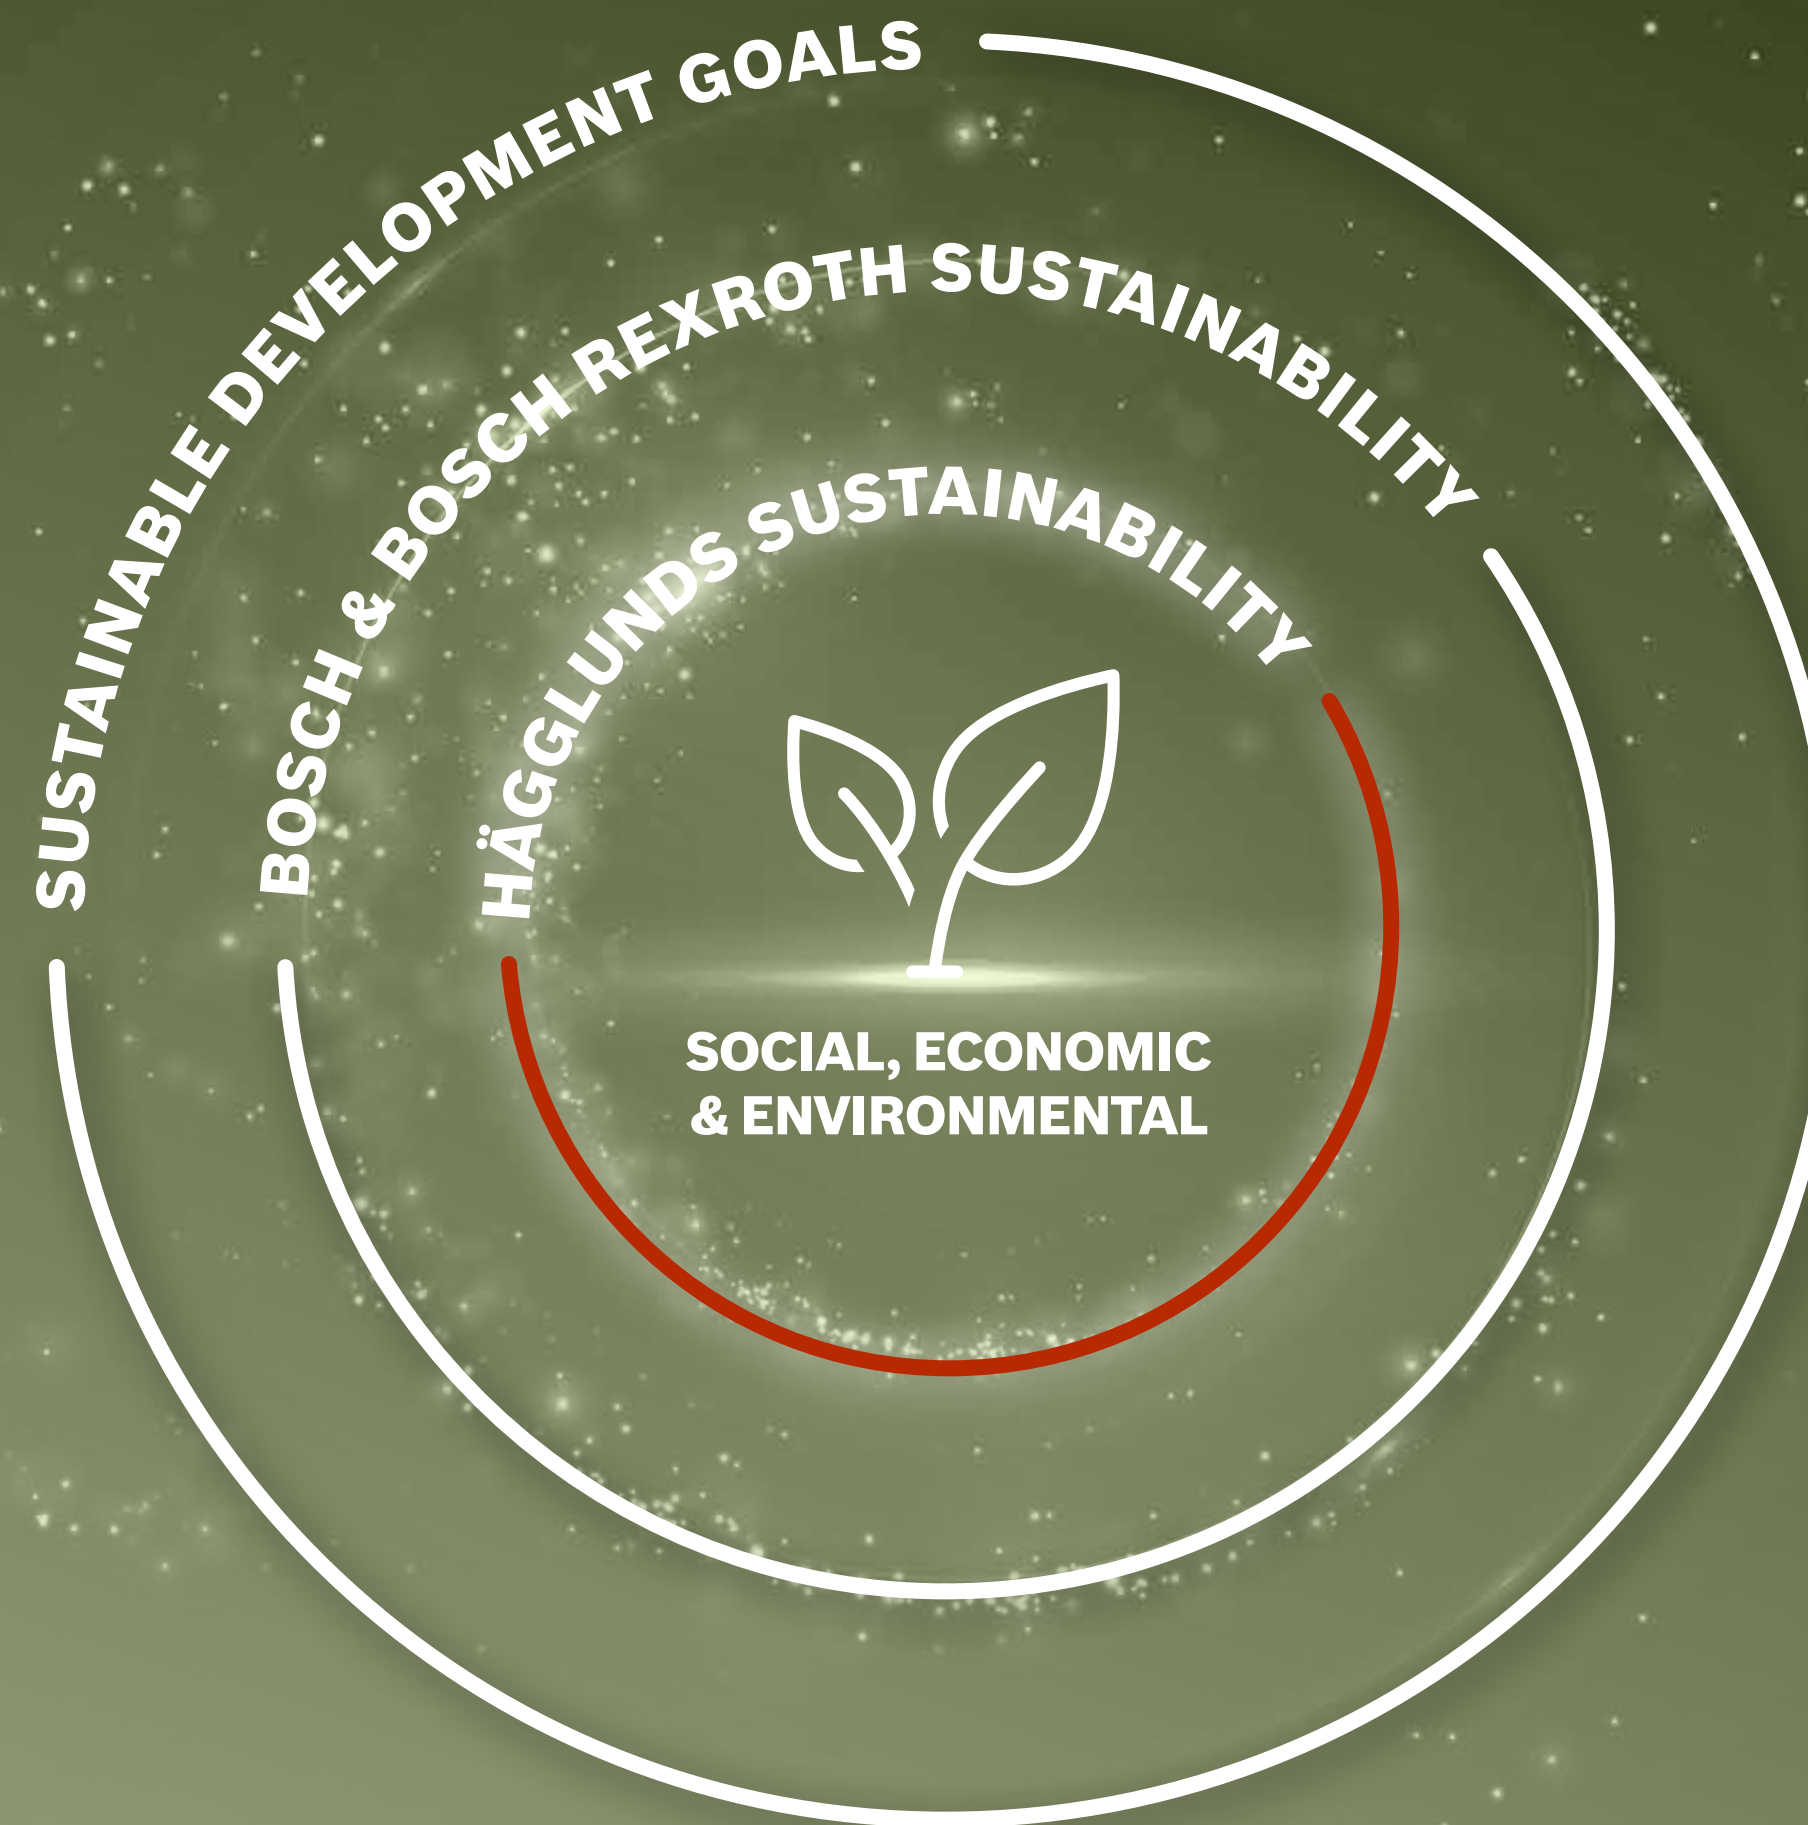 SUSTAINABLE DEVELOPMENT GOALS
BOSCH & BOSCH REXROTH SUSTAINABILITY
HÄGGLUNDS SUSTAINABILITY
SOCIAL, ECONOMIC
& ENVIRONMENTAL